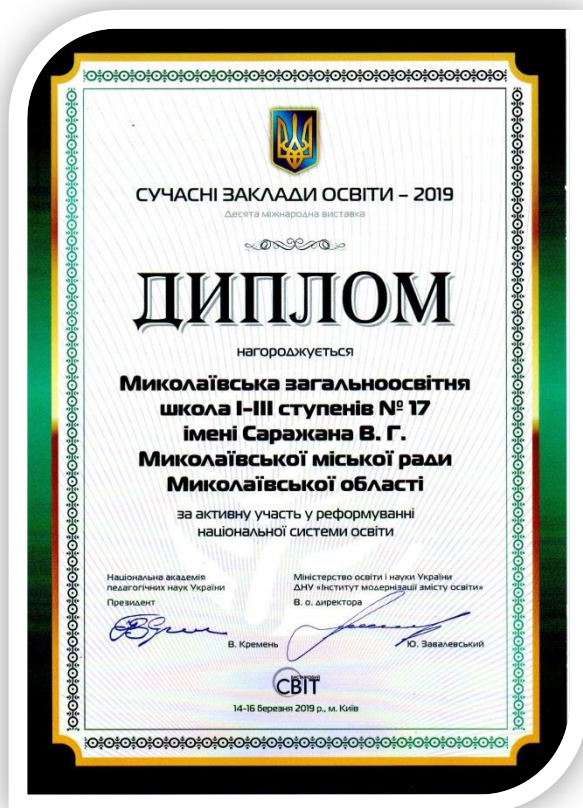 СУЧАСНІ ЗАКЛАДИ ОСВІТИ – 2019
Десята міжнародна виставка
ДИПЛОМ
нагороджується
Миколаївська загальноосвітня
школа І-ІІІ ступенів № 17
імені Саражана В. Г.
Миколаївської міської ради
Миколаївської області
за активну участь у реформуванні
національної системи освіти
Національна академія
педагогічних наук України
Президент
В. Кремень
Міністерство освіти і науки України
ДНУ «Інститут модернізації змісту освіти»
В. о. директора
Ю. Завалевський
СВІТ
14-16 березня 2019 р., м. Київ